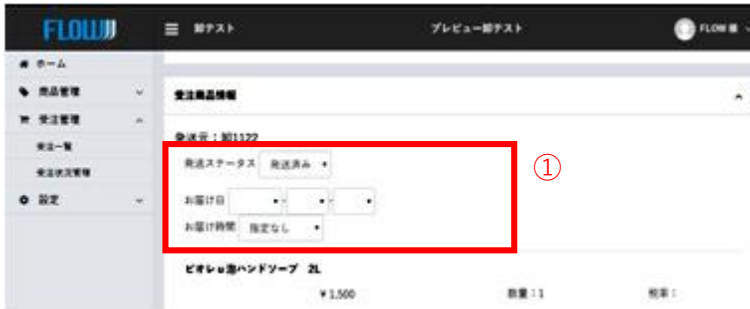 FLOW
卸テスト
プレビュー卸テスト
FLOW 様
ホーム
商品管理
受注管理
受注一覧
受注状況管理
設定
受注商品情報
発送元：卸1122
発送ステータス 発送済み
①
お届け日 - -
お届け時間 指定なし
ビオレu泡ハンドソープ 2L
￥1,500 数量：1 税率：